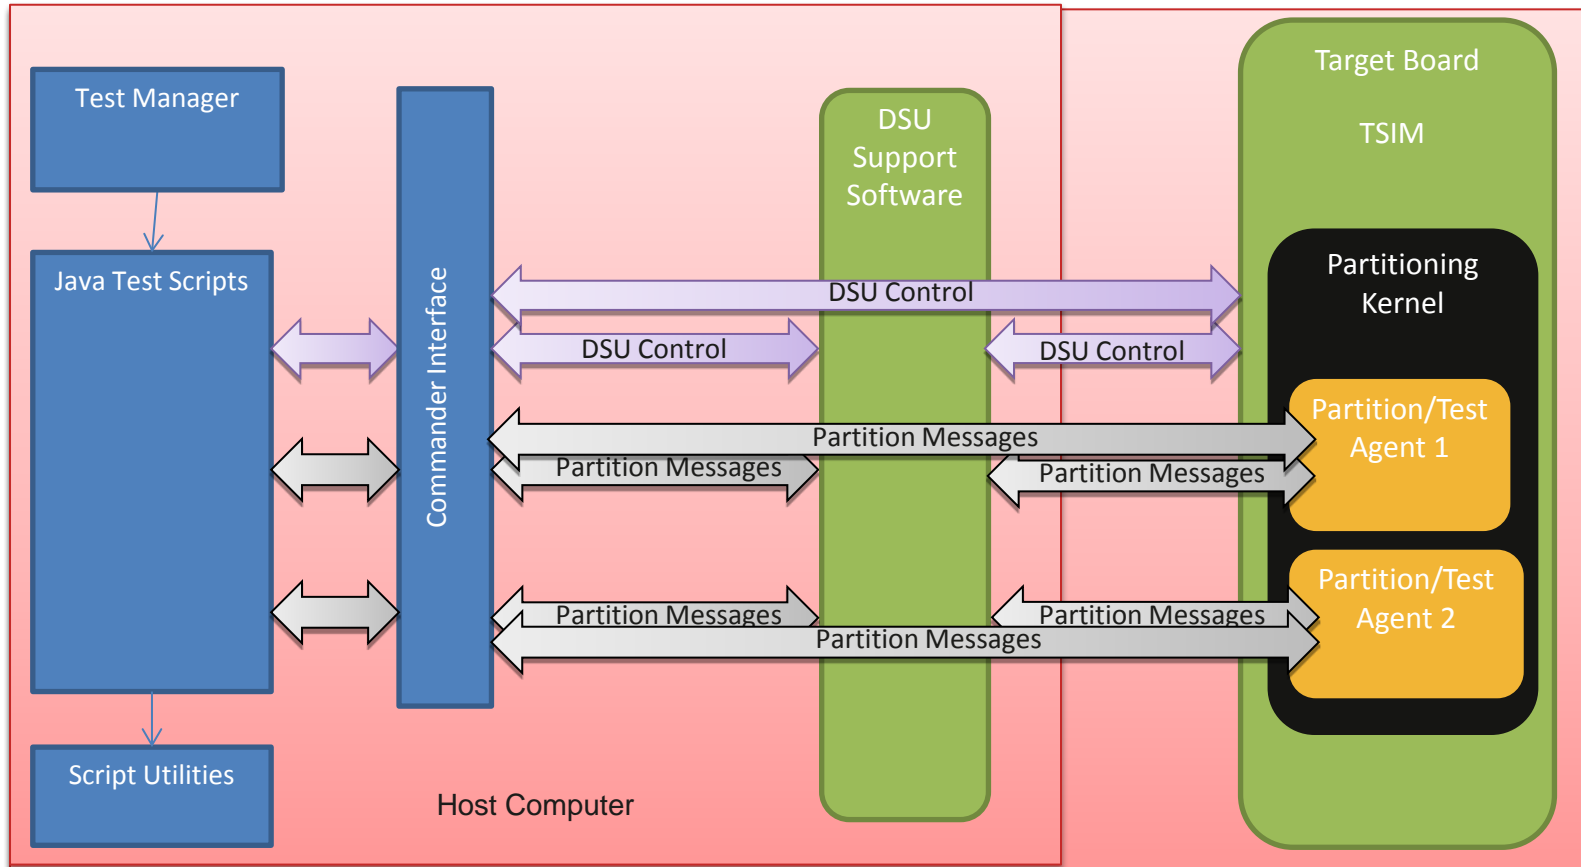 Test Manager
Java Test Scripts
Script Utilities
Commander Interface
Host Computer
DSU
Support
Software
DSU Control
DSU Control
DSU Control
Partition Messages
Partition Messages
Partition Messages
Partition Messages
Partition Messages
Partition Messages
Target Board
TSIM
Partitioning
Kernel
Partition/Test
Agent 1
Partition/Test
Agent 2